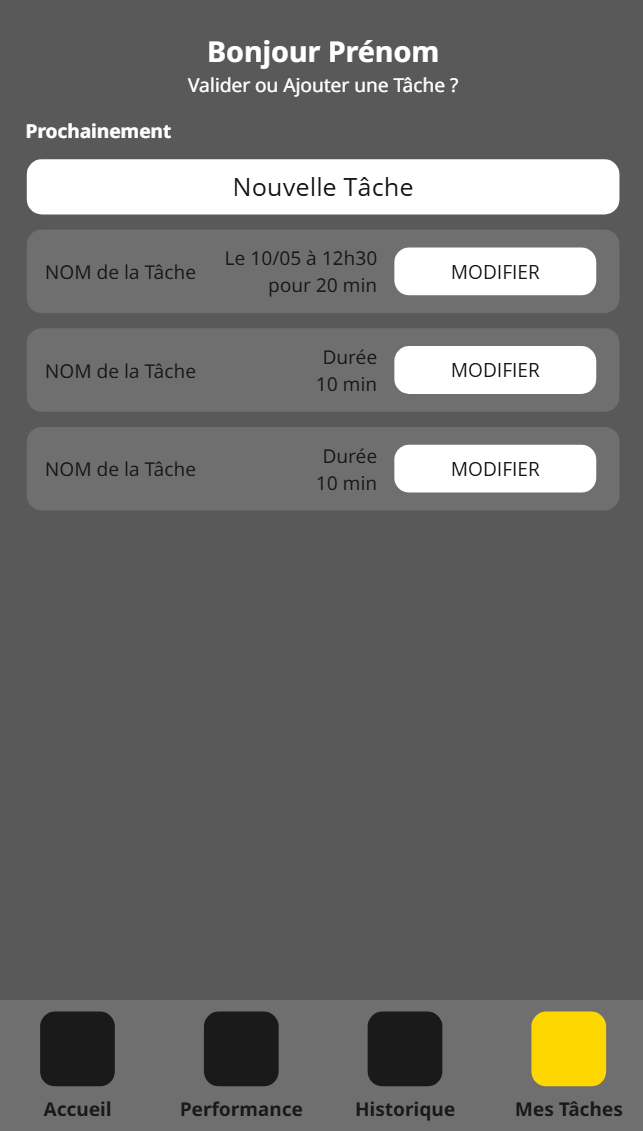 Bonjour Prénom
Valider ou Ajouter une Tâche ?
Prochainement
Nouvelle Tâche
NOM de la Tâche
Le 10/05 à 12h30
pour 20 min
MODIFIER
NOM de la Tâche
Durée
10 min
MODIFIER
NOM de la Tâche
Durée
10 min
MODIFIER
Accueil
Performance
Historique
Mes Tâches